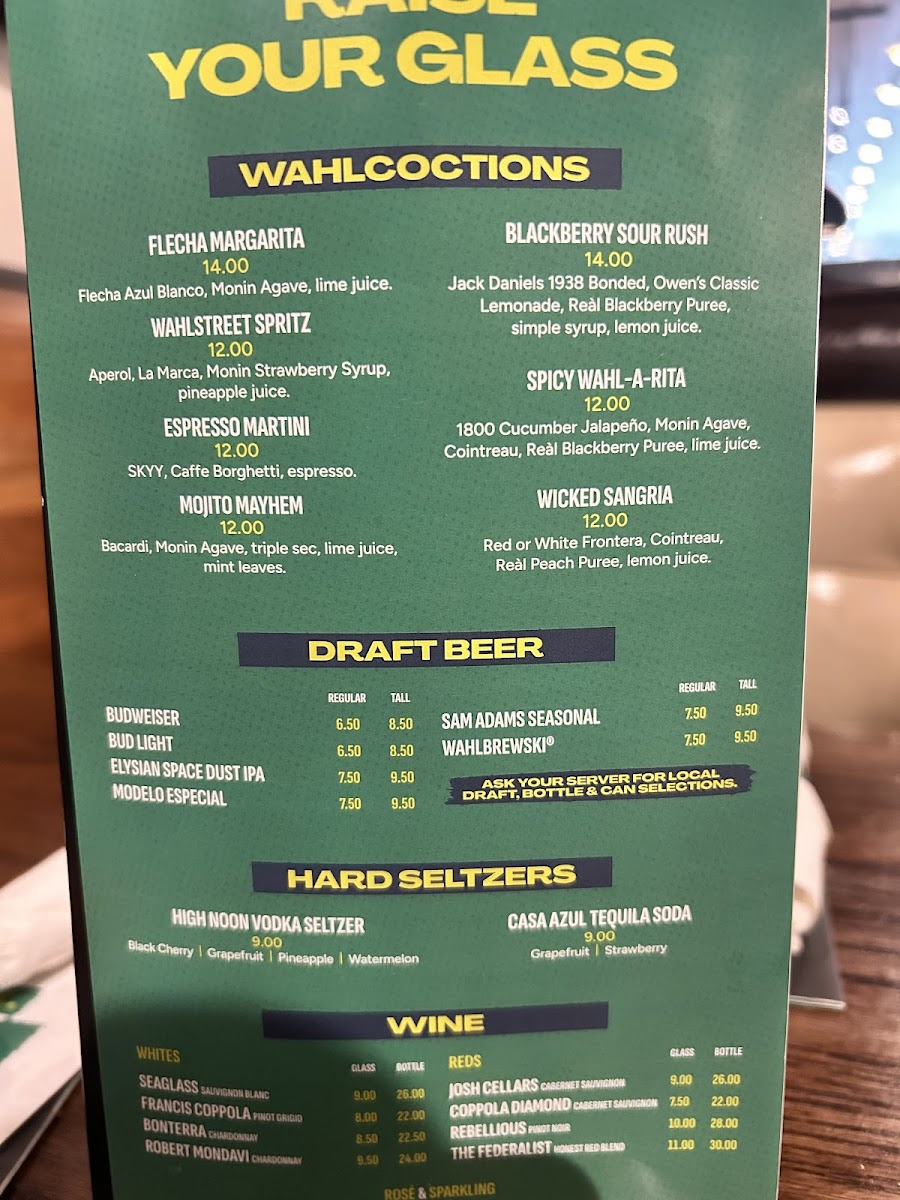 RAISE
YOUR GLASS
WAHLCOCTIONS
FLECHA MARGARITA
14.00
Flecha Azul Blanco, Monin Agave, lime juice.
WAHLSTREET SPRITZ
12.00
Aperol, La Marca, Monin Strawberry Syrup,
pineapple juice.
ESPRESSO MARTINI
12.00
SKYY, Caffe Borghetti, espresso.
MOJITO MAYHEM
12.00
Bacardi, Monin Agave, triple sec, lime juice,
mint leaves.
BLACKBERRY SOUR RUSH
14.00
Jack Daniels 1938 Bonded, Owen's Classic
Lemonade, Reàl Blackberry Puree,
simple syrup, lemon juice.
SPICY WAHL-A-RITA
12.00
1800 Cucumber Jalapeño, Monin Agave,
Cointreau, Reàl Blackberry Puree, lime juice.
WICKED SANGRIA
12.00
Red or White Frontera, Cointreau,
Reàl Peach Puree, lemon juice.
DRAFT BEER
REGULAR TALL
BUDWEISER 6.50 8.50
BUD LIGHT 6.50 8.50
ELYSIAN SPACE DUST IPA 7.50 9.50
MODELO ESPECIAL 7.50 9.50
REGULAR TALL
SAM ADAMS SEASONAL 7.50 9.50
WAHLBREWSKI® 7.50 9.50
ASK YOUR SERVER FOR LOCAL
DRAFT, BOTTLE & CAN SELECTIONS.
HARD SELTZERS
HIGH NOON VODKA SELTZER
9.00
Black Cherry | Grapefruit | Pineapple | Watermelon
CASA AZUL TEQUILA SODA
9.00
Grapefruit | Strawberry
WINE
WHITES GLASS BOTTLE
SEAGLASS SAUVIGNON BLANC 9.00 26.00
FRANCIS COPPOLA PINOT GRIGIO 8.00 22.00
BONTERRA CHARDONNAY 8.50 22.50
ROBERT MONDAVI CHARDONNAY 9.50 24.00
REDS GLASS BOTTLE
JOSH CELLARS CABERNET SAUVIGNON 9.00 26.00
COPPOLA DIAMOND CABERNET SAUVIGNON 7.50 22.00
REBELLIOUS PINOT NOIR 10.00 28.00
THE FEDERALIST HONEST RED BLEND 11.00 30.00
ROSÉ & SPARKLING